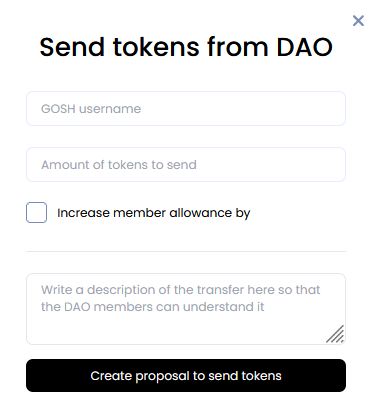 Send tokens from DAO
GOSH username
Amount of tokens to send
Increase member allowance by
Write a description of the transfer here so that
the DAO members can understand it
Create proposal to send tokens